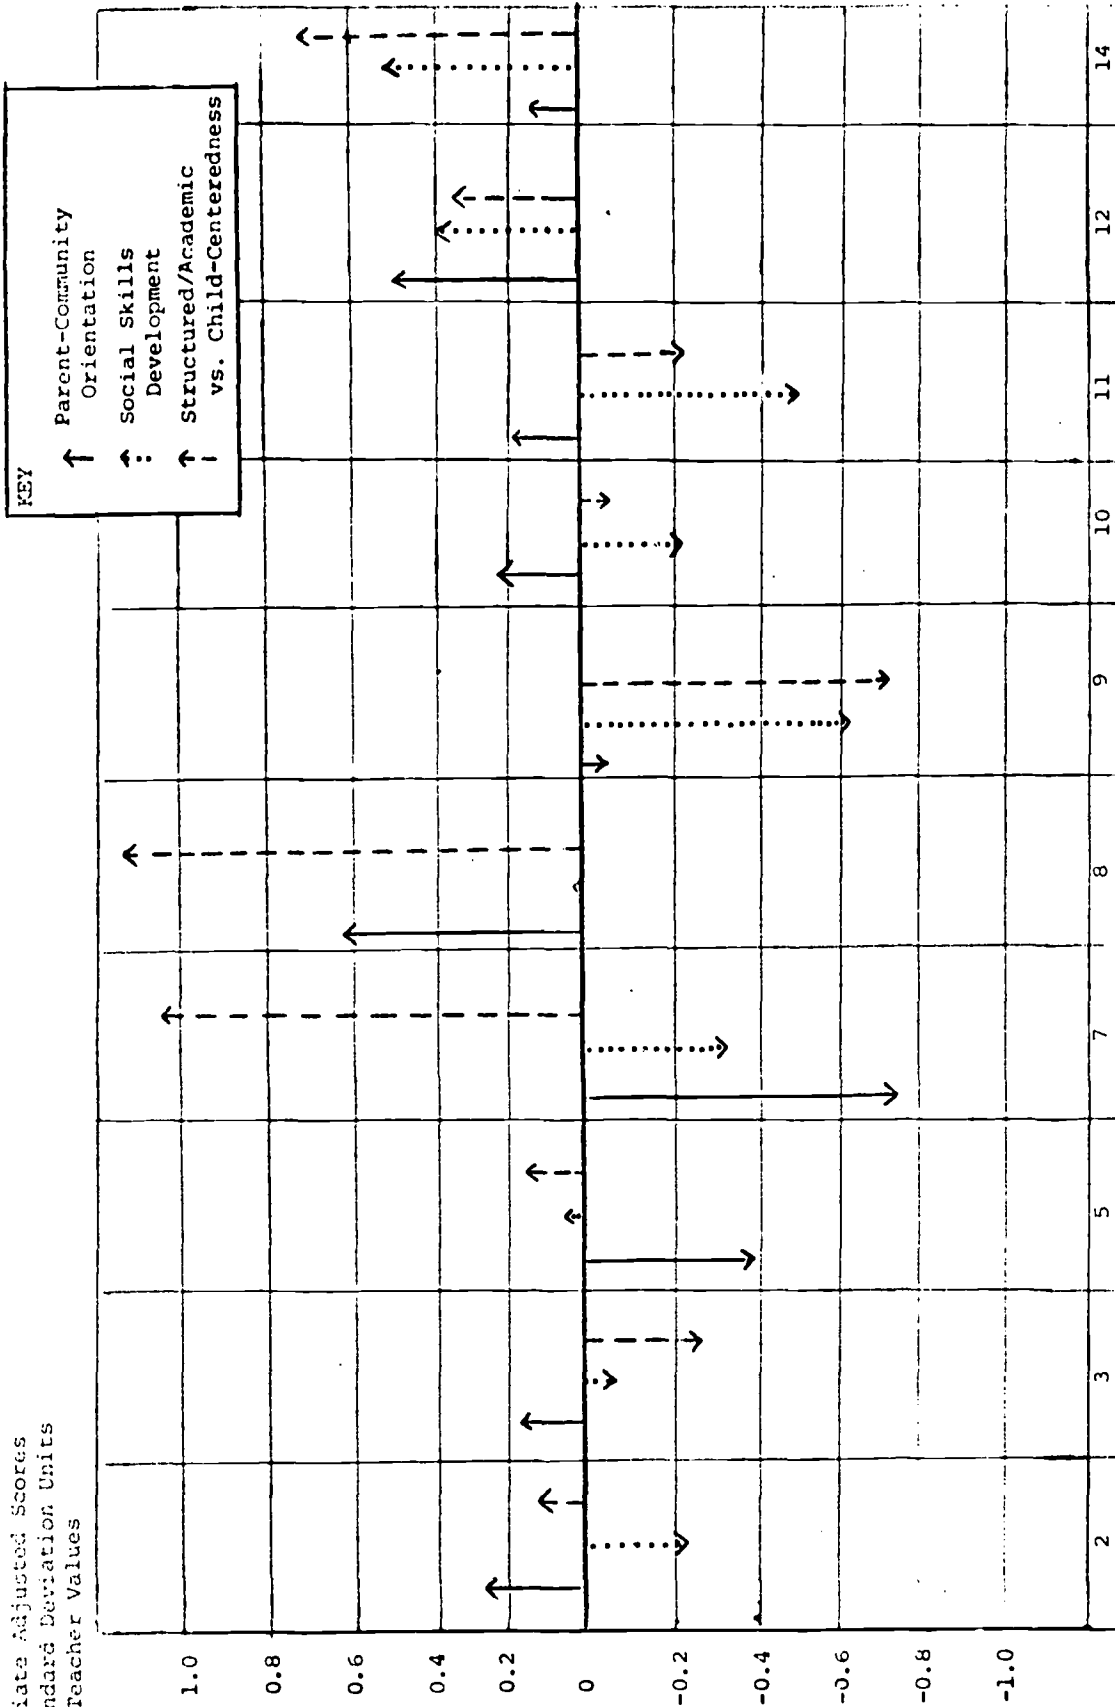 iate Adjusted Scores
ndard Deviation Units
Teacher Values
KEY
Parent-Community
Orientation
Social Skills
Development
Structured/Academic
vs. Child-Centeredness
1.0
0.8
0.6
0.4
0.2
0
-0.2
-0.4
-0.6
-0.8
-1.0
2
3
5
7
8
9
10
11
12
14